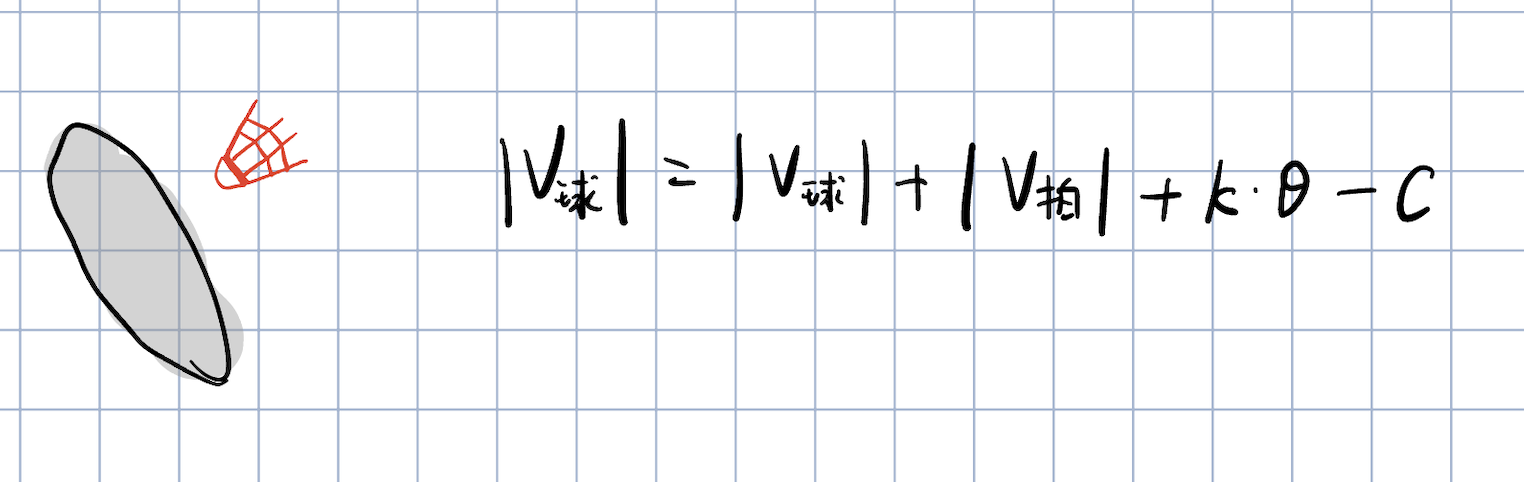 |V球| = |V球| + |V拍| + k·θ - C